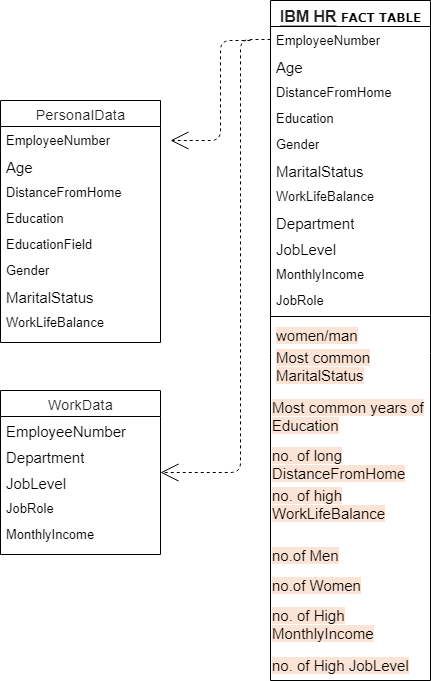 PersonalData
EmployeeNumber
Age
DistanceFromHome
Education
EducationField
Gender
MaritalStatus
WorkLifeBalance
WorkData
EmployeeNumber
Department
JobLevel
JobRole
MonthlyIncome
IBM HR FACT TABLE
EmployeeNumber
Age
DistanceFromHome
Education
Gender
MaritalStatus
WorkLifeBalance
Department
JobLevel
MonthlyIncome
JobRole
women/man
Most common
MaritalStatus
Most common years of
Education
no. of long
DistanceFromHome
no. of high
WorkLifeBalance
no.of Men
no.of Women
no. of High
MonthlyIncome
no. of High JobLevel